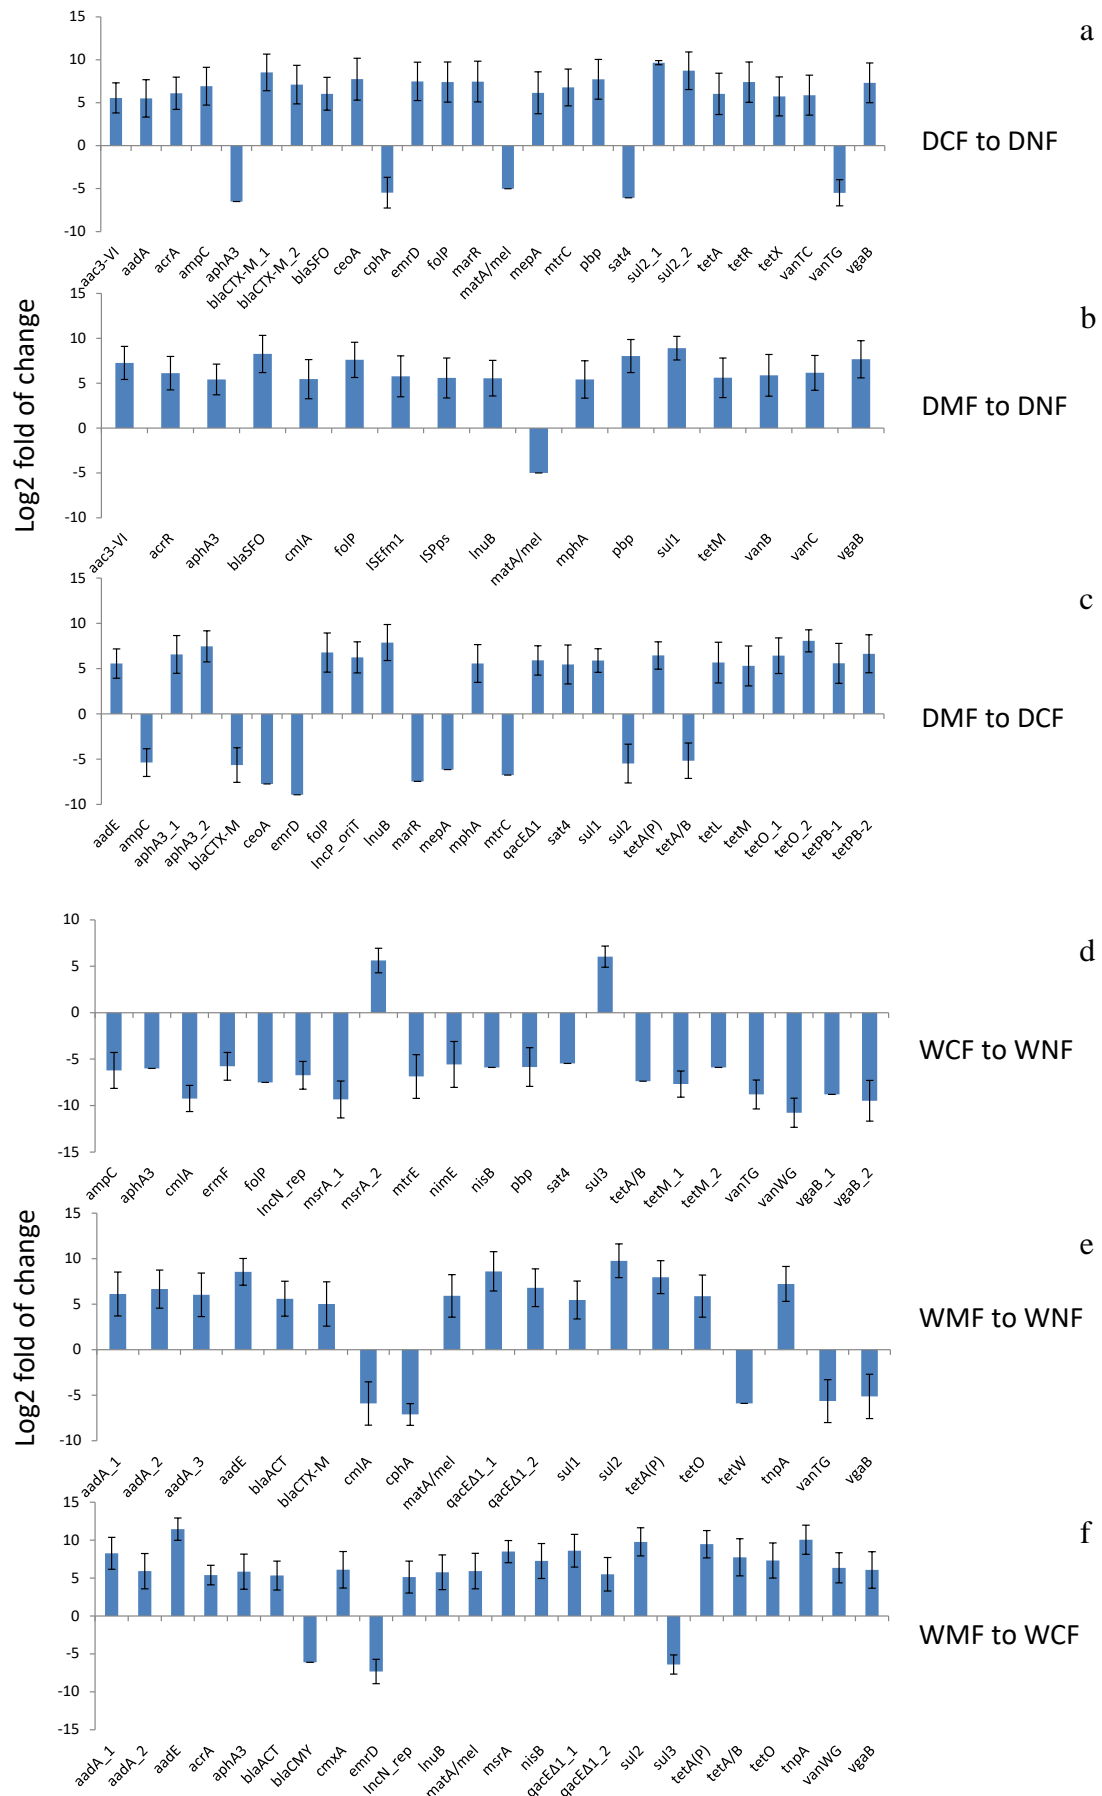 a
15
10
5
0
-5
-10
DCF to DNF
aac3-VI aadA acrA ampC aphA3 blaCTX-M_1 blaCTX-M_2 blaSFO ceoA cphA emrD folP marR matA/mel mepA mtrC pbp sat4 sul2_1 sul2_2 tetA tetR tetX vanTC vanTG vgaB
Log2 fold of change
b
15
10
5
0
-5
-10
DMF to DNF
aac3-VI acrR aphA3 blaSFO cmlA folP ISEfm1 ISPps lnuB matA/mel mphA pbp sul1 tetM vanB vanC vgaB
c
15
10
5
0
-5
-10
DMF to DCF
aadE ampC aphA3_1 aphA3_2 blaCTX-M ceoA emrD folP IncP_oriT lnuB marR mepA mphA mtrC qacEΔ1 sat4 sul1 sul2 tetA(P) tetA/B tetL tetM tetO_1 tetO_2 tetPB-1 tetPB-2
d
10
5
0
-5
-10
-15
WCF to WNF
ampC aphA3 cmlA ermF folP IncN_rep msrA_1 msrA_2 mtrE nimE nisB pbp sat4 sul3 tetA/B tetM_1 tetM_2 vanTG vanWG vgaB_1 vgaB_2
Log2 fold of change
e
15
10
5
0
-5
-10
WMF to WNF
aadA_1 aadA_2 aadA_3 aadE blaACT blaCTX-M cmlA cphA matA/mel qacEΔ1_1 qacEΔ1_2 sul1 sul2 tetA(P) tetO tetW tnpA vanTG vgaB
f
15
10
5
0
-5
-10
-15
WMF to WCF
aadA_1 aadA_2 aadE acrA aphA3 blaACT blaCMY cmxA emrD IncN_rep lnuB matA/mel msrA nisB qacEΔ1_1 qacEΔ1_2 sul2 sul3 tetA(P) tetA/B tetO tnpA vanWG vgaB